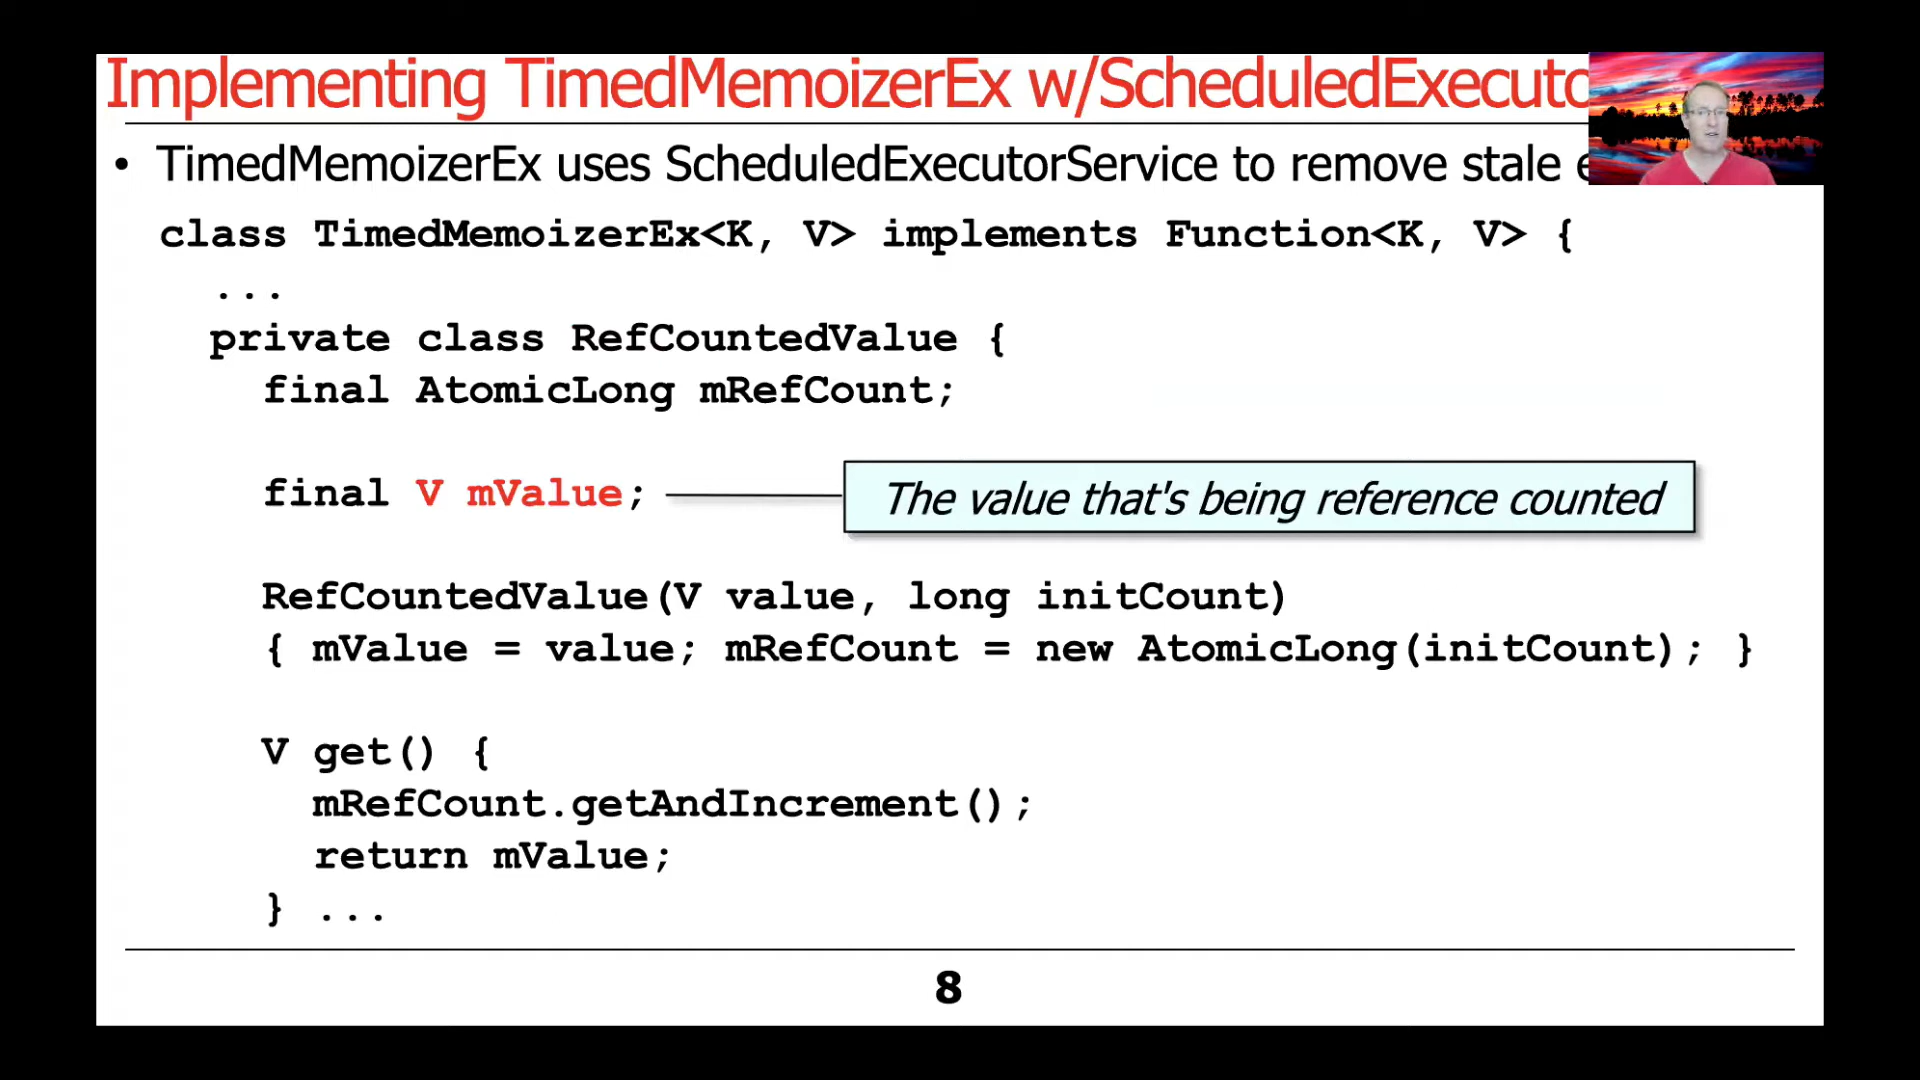 Implementing TimedMemoizerEx w/ScheduledExecuto
• TimedMemoizerEx uses ScheduledExecutorService to remove stale e
class TimedMemoizerEx<K, V> implements Function<K, V> {
...
private class RefCountedValue {
final AtomicLong mRefCount;
final V mValue;
The value that's being reference counted
RefCountedValue(V value, long initCount)
{ mValue = value; mRefCount = new AtomicLong(initCount); }
V get() {
mRefCount.getAndIncrement();
return mValue;
} ...
8